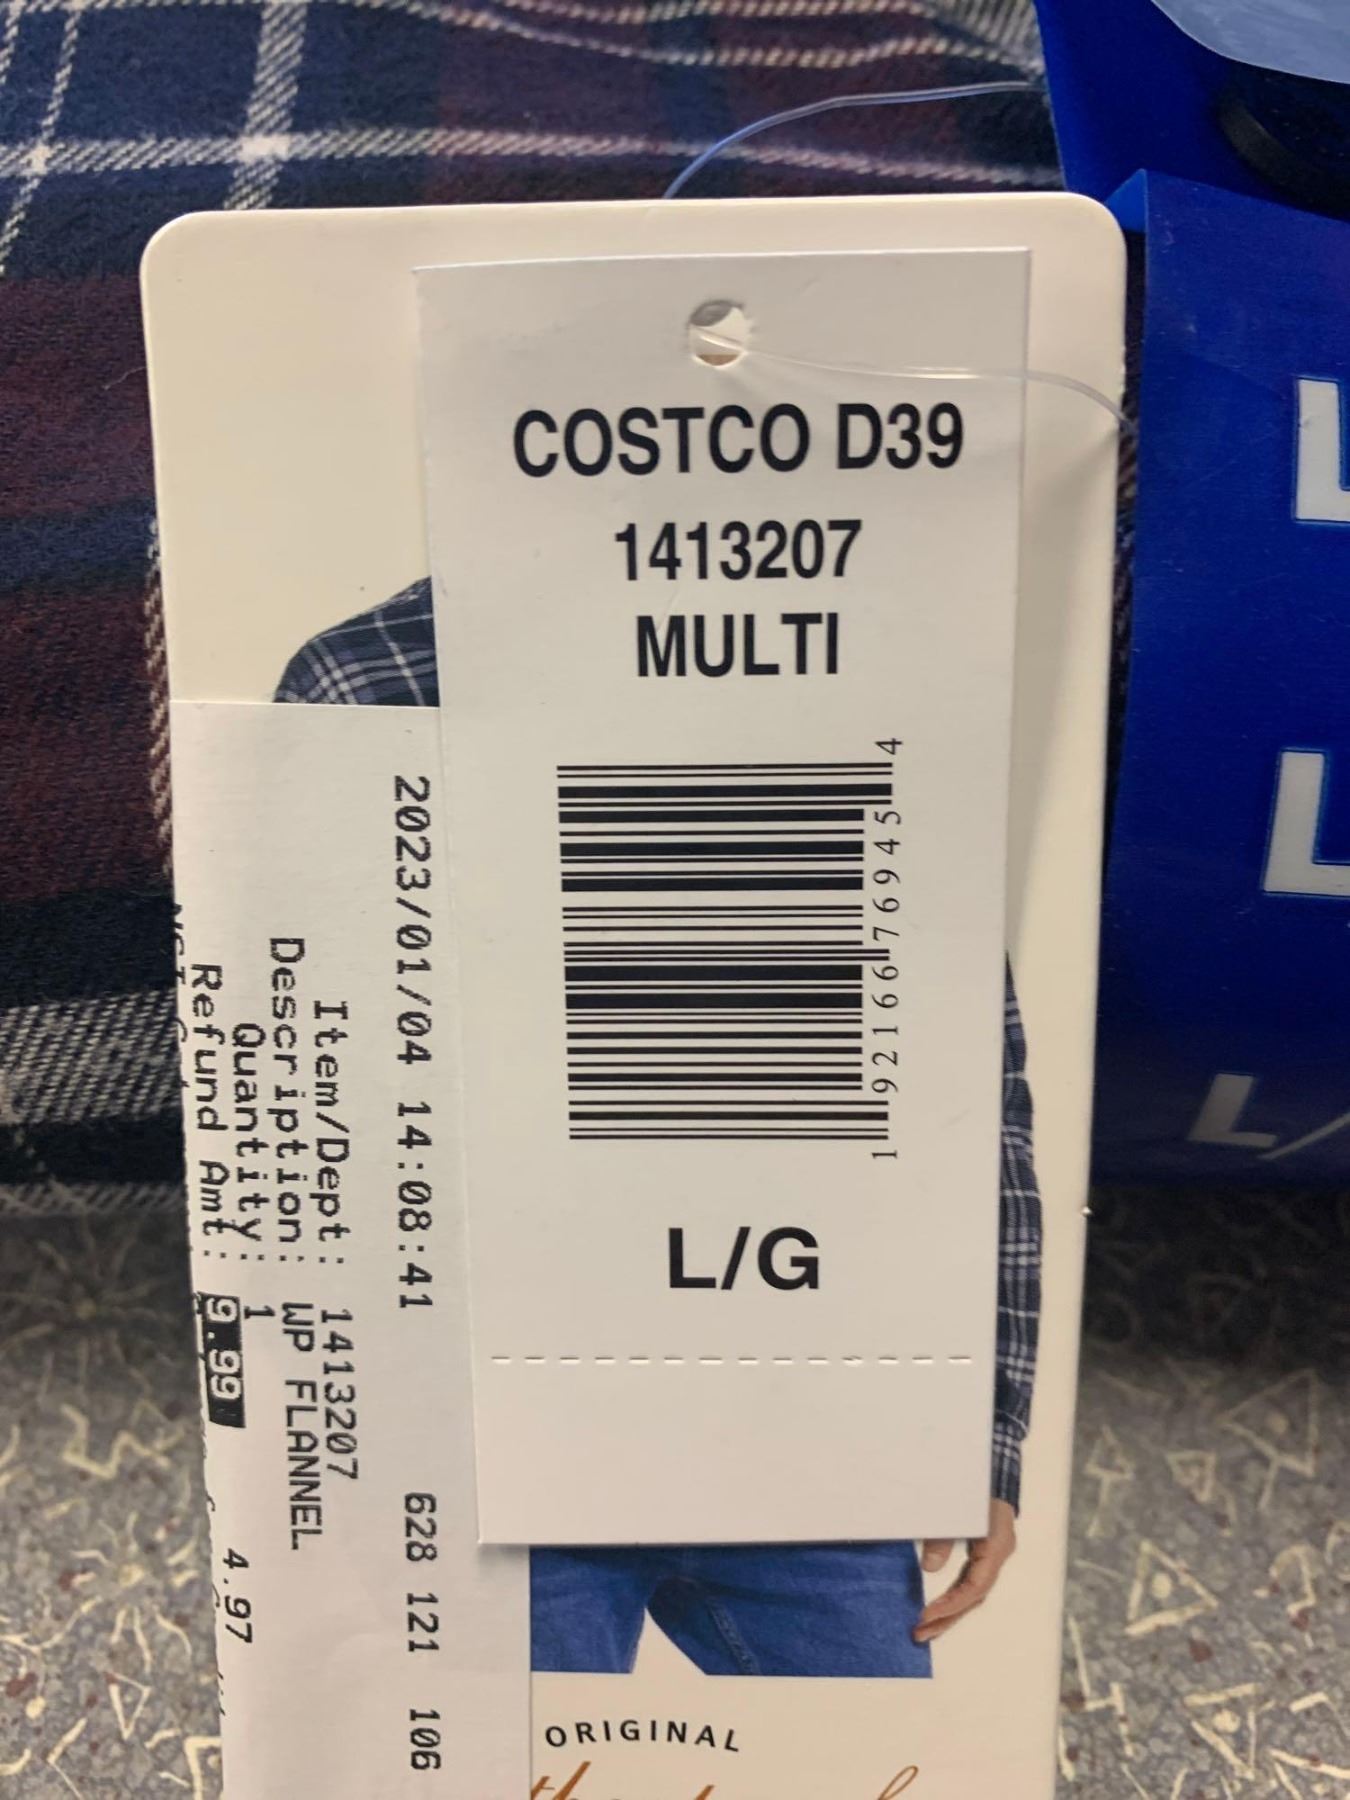 COSTCO D39
1413207
MULTI
1 92166 76945 4
L/G
2023/01/04 14:08:41 628 121 106
Item/Dept: 1413207
Description: WP FLANNEL
Quantity: 1 4.97
Refund Amt: 9.99
ORIGINAL
L
L
L/